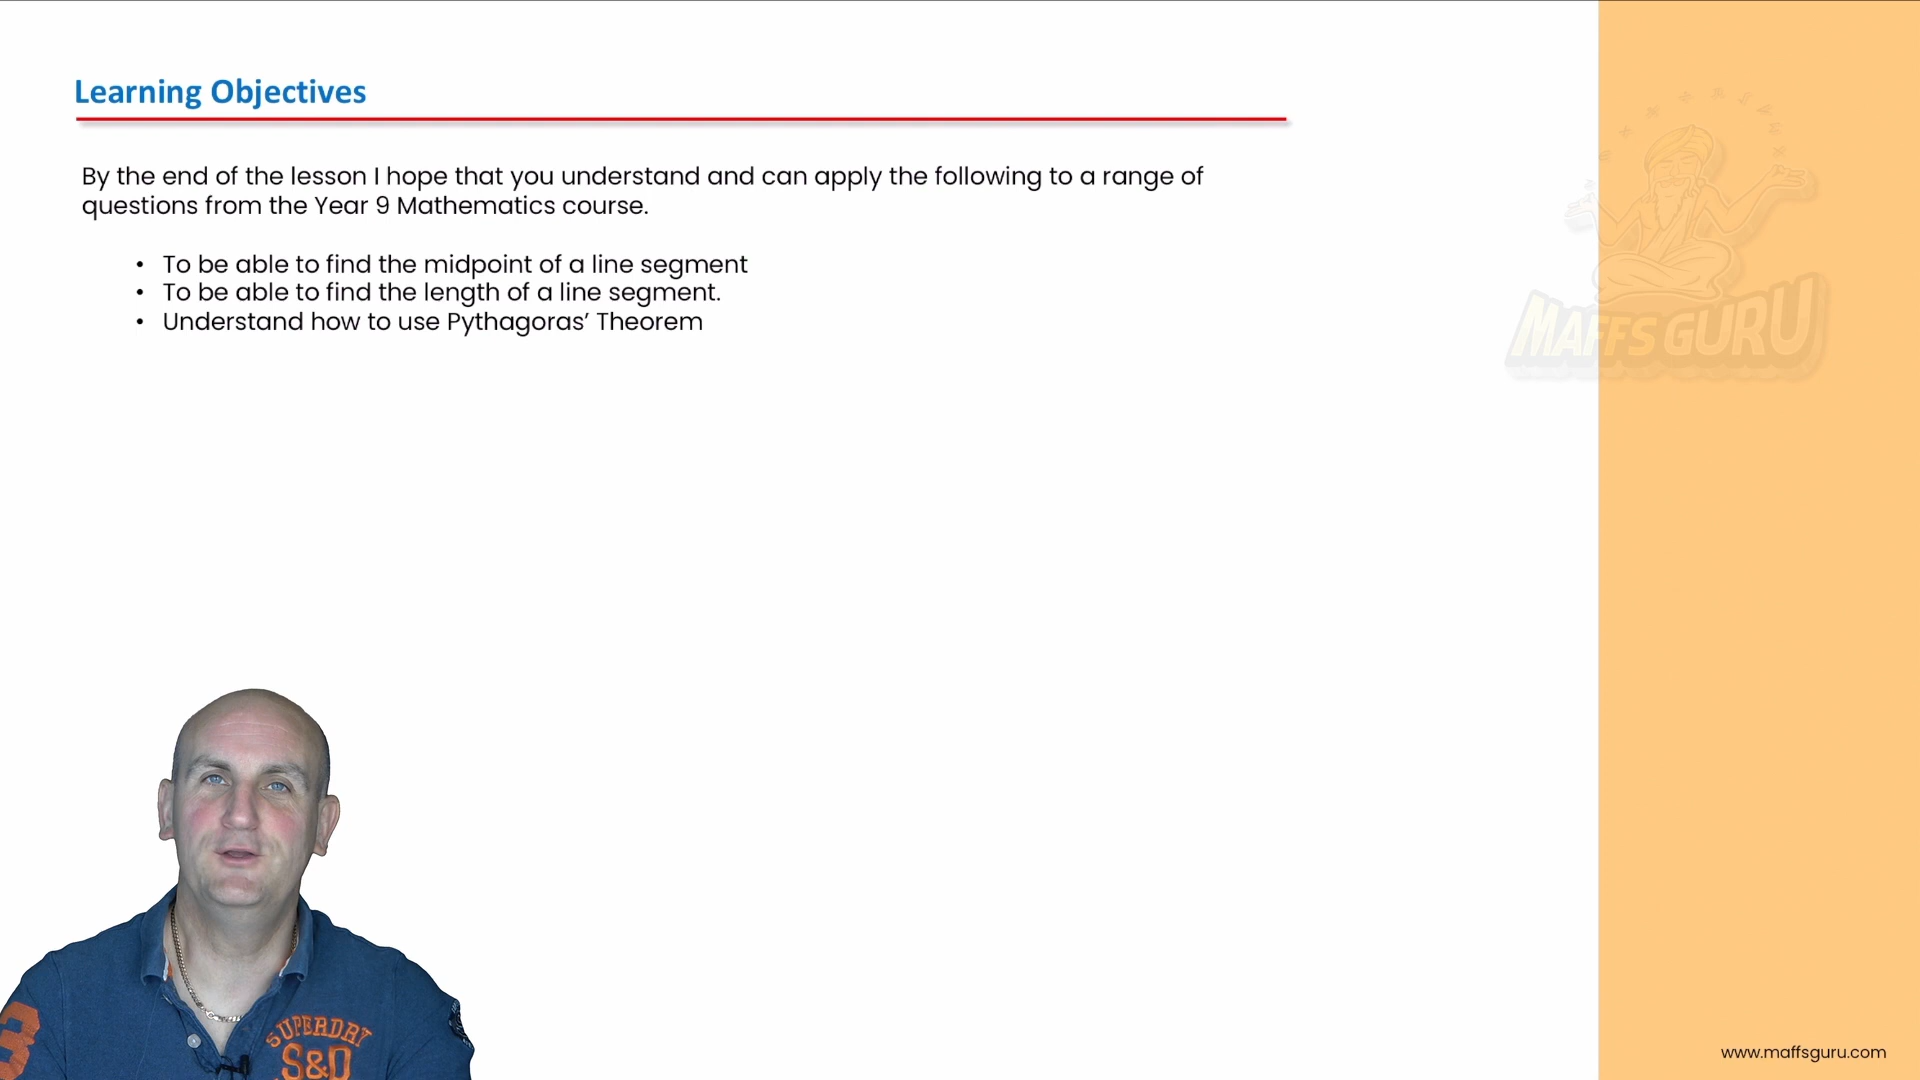 Learning Objectives
By the end of the lesson I hope that you understand and can apply the following to a range of
questions from the Year 9 Mathematics course.
• To be able to find the midpoint of a line segment
• To be able to find the length of a line segment.
• Understand how to use Pythagoras’ Theorem
MAFFS GURU
3
SUPERDRY
S&D
www.maffsguru.com